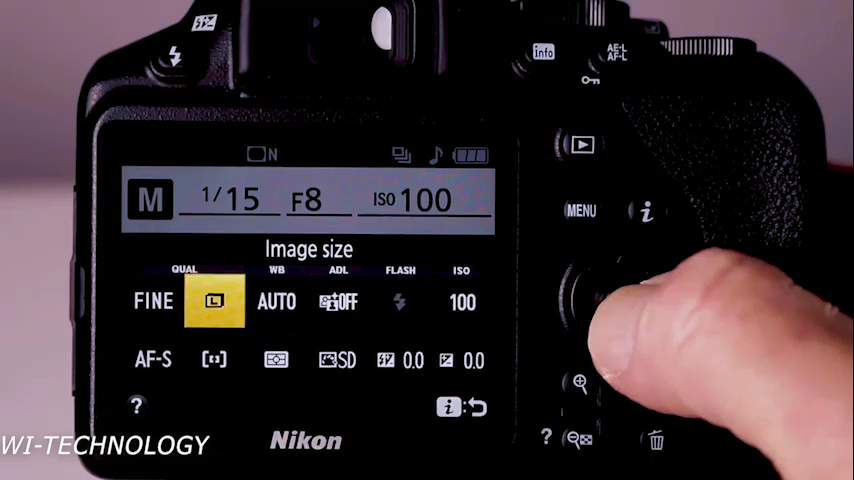 Info
AE-L
AF-L
N
M 1/15 F8 ISO 100
MENU i
Image size
QUAL WB ADL FLASH ISO
FINE L AUTO OFF 100
AF-S SD 0.0 0.0
? i
Nikon
?
WI-TECHNOLOGY